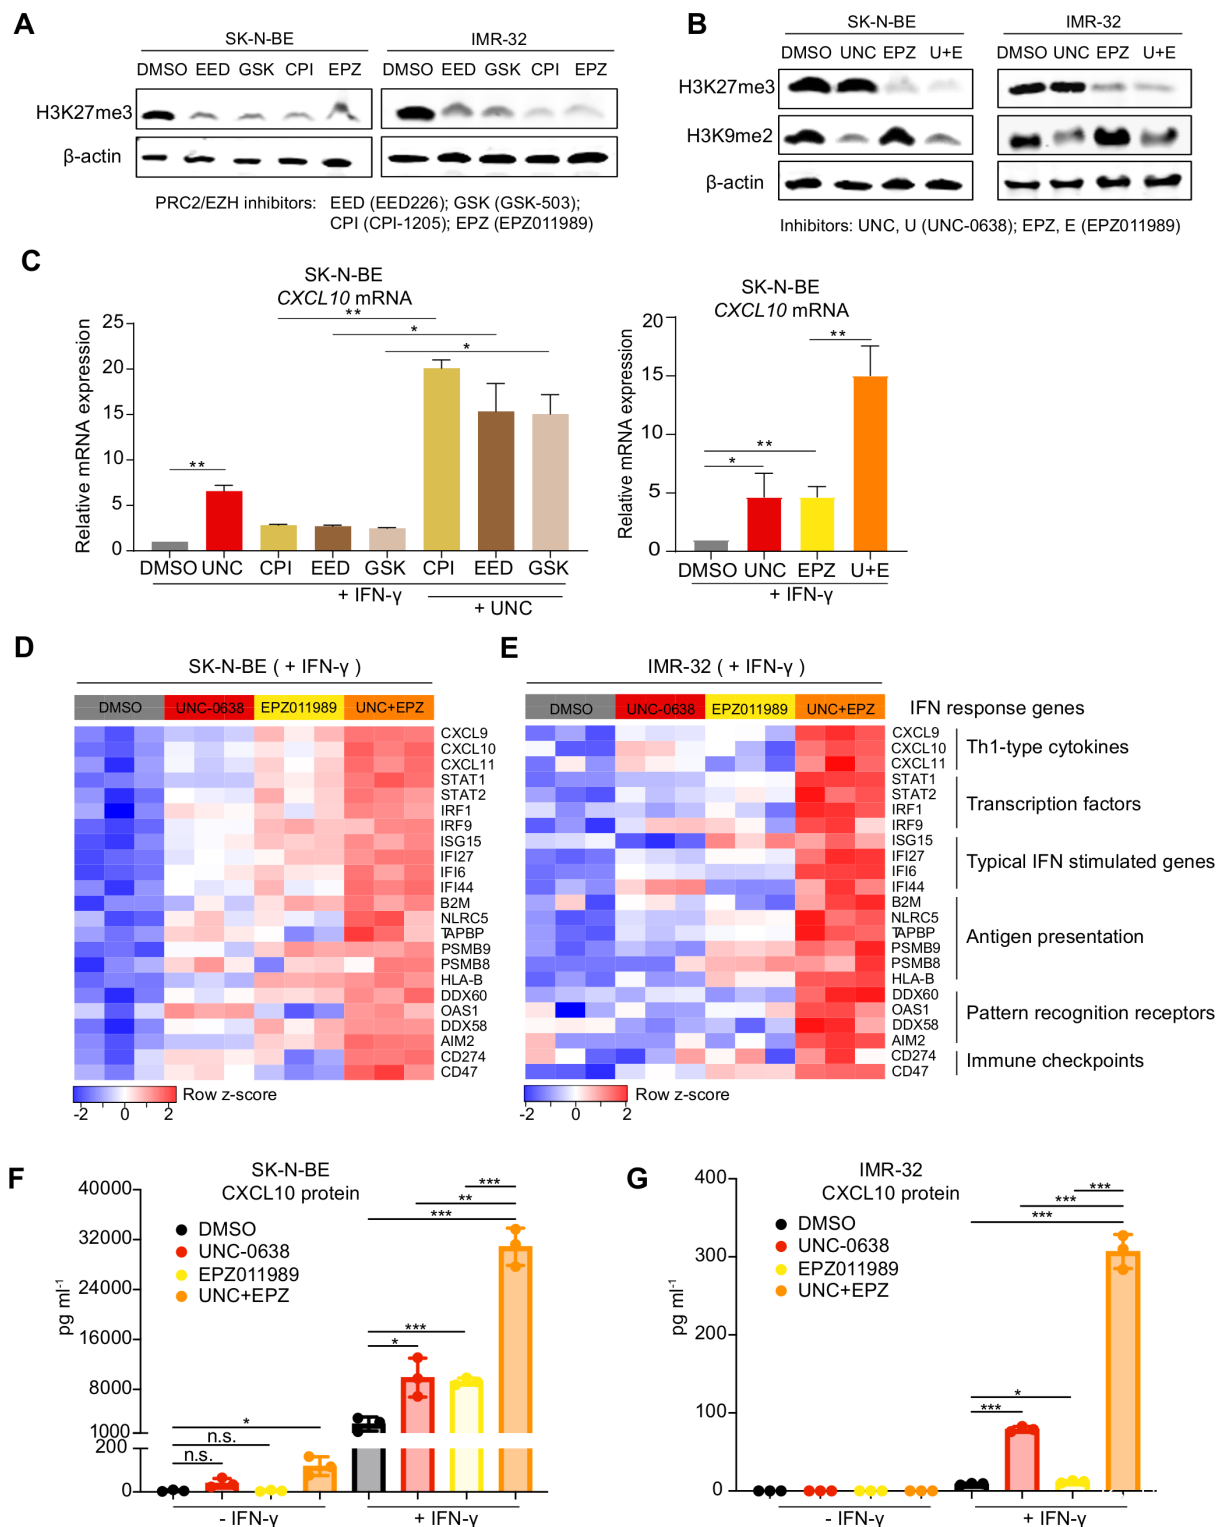 A
SK-N-BE
IMR-32
DMSO EED GSK CPI EPZ
DMSO EED GSK CPI EPZ
H3K27me3
β-actin
PRC2/EZH inhibitors: EED (EED226); GSK (GSK-503);
CPI (CPI-1205); EPZ (EPZ011989)
B
SK-N-BE
IMR-32
DMSO UNC EPZ U+E
DMSO UNC EPZ U+E
H3K27me3
H3K9me2
β-actin
Inhibitors: UNC, U (UNC-0638); EPZ, E (EPZ011989)
C
SK-N-BE
CXCL10 mRNA
Relative mRNA expression
25
20
15
10
5
0
**
**
*
*
DMSO UNC CPI EED GSK CPI EED GSK
+ IFN-γ
+ UNC
SK-N-BE
CXCL10 mRNA
Relative mRNA expression
20
15
10
5
0
**
**
*
DMSO UNC EPZ U+E
+ IFN-γ
D
SK-N-BE ( + IFN-γ )
DMSO UNC-0638 EPZ011989 UNC+EPZ
CXCL9
CXCL10
CXCL11
STAT1
STAT2
IRF1
IRF9
ISG15
IFI27
IFI6
IFI44
B2M
NLRC5
TAPBP
PSMB9
PSMB8
HLA-B
DDX60
OAS1
DDX58
AIM2
CD274
CD47
Row z-score
-2 0 2
E
IMR-32 ( + IFN-γ )
DMSO UNC-0638 EPZ011989 UNC+EPZ
IFN response genes
CXCL9
CXCL10
CXCL11
STAT1
STAT2
IRF1
IRF9
ISG15
IFI27
IFI6
IFI44
B2M
NLRC5
TAPBP
PSMB9
PSMB8
HLA-B
DDX60
OAS1
DDX58
AIM2
CD274
CD47
Th1-type cytokines
Transcription factors
Typical IFN stimulated genes
Antigen presentation
Pattern recognition receptors
Immune checkpoints
Row z-score
-2 0 2
F
SK-N-BE
CXCL10 protein
pg ml-1
40000
32000
24000
16000
8000
1000
200
0
DMSO
UNC-0638
EPZ011989
UNC+EPZ
***
**
***
***
*
*
n.s.
n.s.
- IFN-γ
+ IFN-γ
G
IMR-32
CXCL10 protein
pg ml-1
400
300
200
100
0
DMSO
UNC-0638
EPZ011989
UNC+EPZ
***
***
***
*
***
- IFN-γ
+ IFN-γ